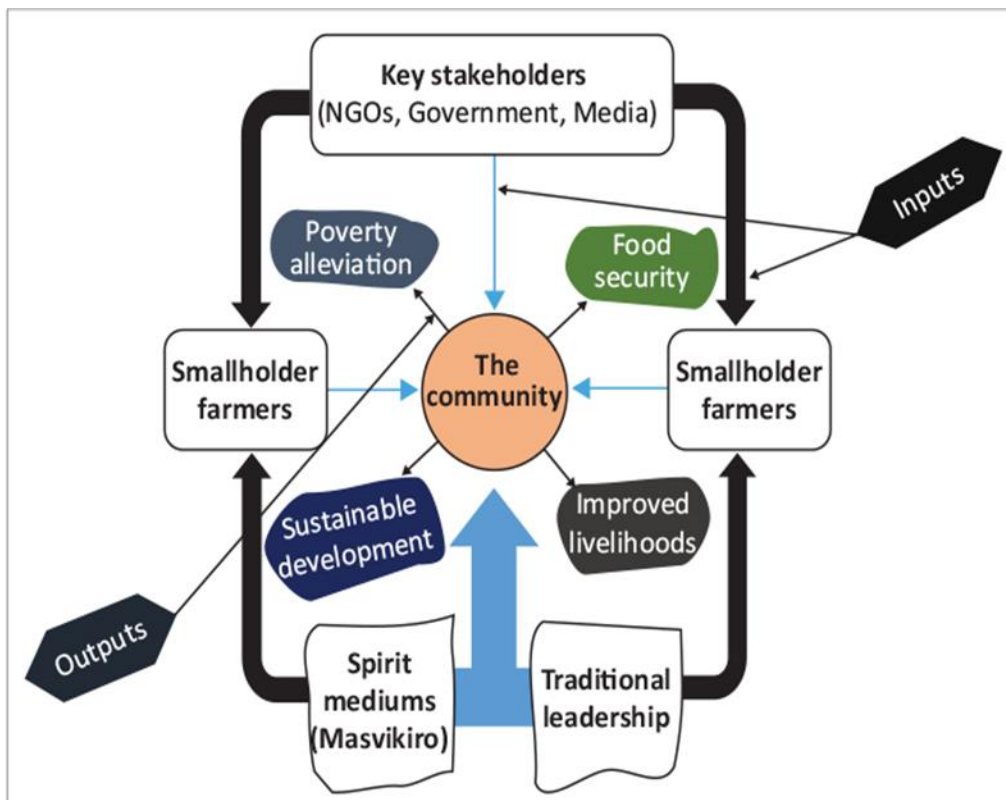 Key stakeholders
(NGOs, Government, Media)
Inputs
Poverty
alleviation
Food
security
Smallholder
farmers
The
community
Smallholder
farmers
Sustainable
development
Improved
livelihoods
Outputs
Spirit
mediums
(Masvikiro)
Traditional
leadership